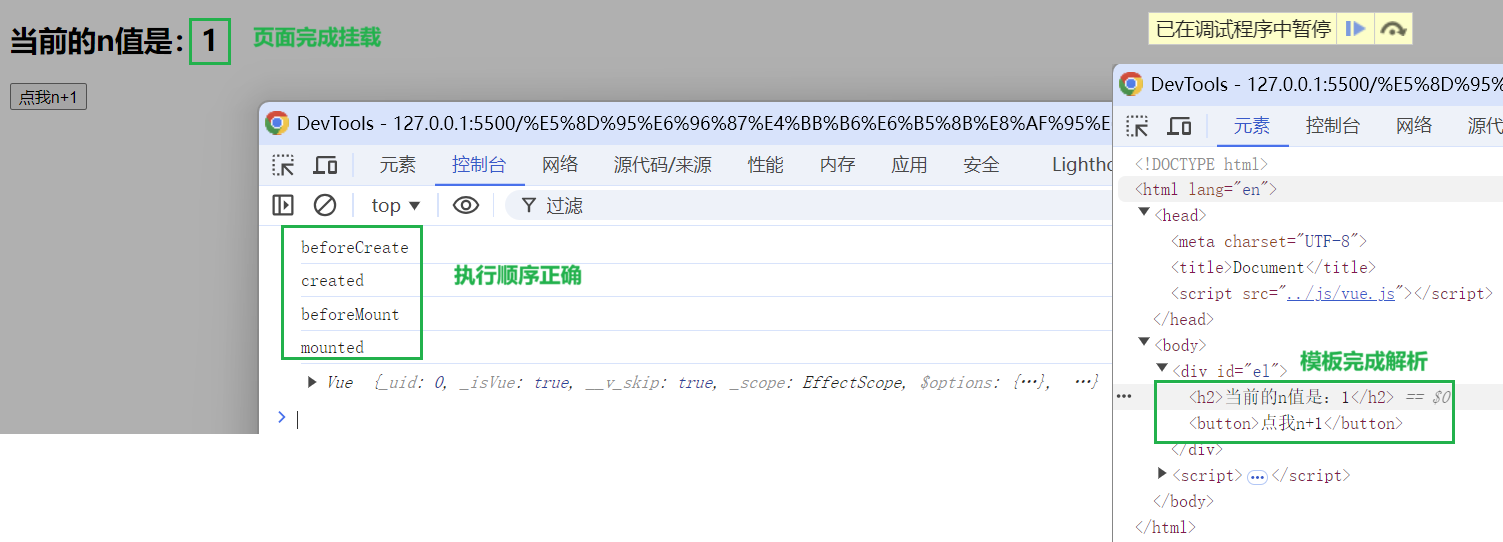 当前的n值是：1
页面完成挂载
点我n+1
已在调试程序中暂停
DevTools - 127.0.0.1:5500/%E5%8D%95%E6%96%87%E4%BB%B6%E6%B5%8B%E8%AF%95%E
元素 控制台 网络 源代码/来源 性能 内存 应用 安全 Lighthc
top ▼ 过滤
beforeCreate
created
beforeMount
mounted
执行顺序正确
▶ Vue {_uid: 0, _isVue: true, __v_skip: true, _scope: EffectScope, $options: {…}, …}
>
DevTools - 127.0.0.1:5500/%E5%8D%95%
元素 控制台 网络 源代
<!DOCTYPE html>
<html lang="en">
▼<head>
<meta charset="UTF-8">
<title>Document</title>
<script src="../js/vue.js"></script>
</head>
▼<body>
▼<div id="el">
模板完成解析
<h2>当前的n值是：1</h2> == $0
<button>点我n+1</button>
</div>
▶<script>…</script>
</body>
</html>